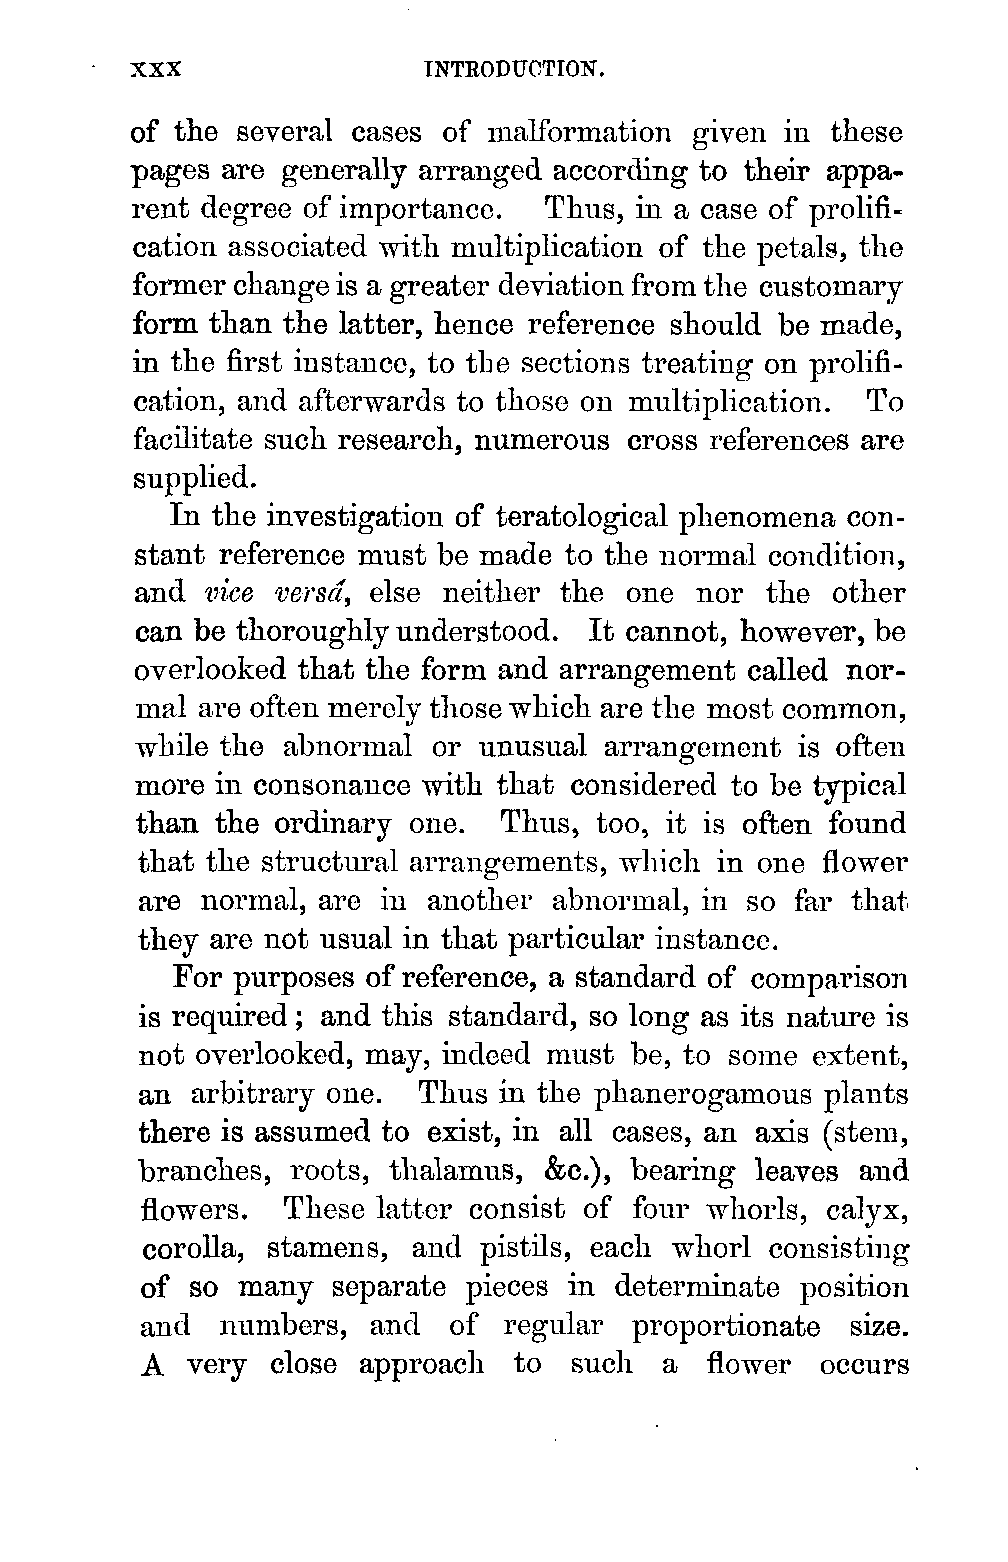 xxx INTRODUCTION.
of the several cases of malformation given in these
pages are generally arranged according to their appa-
rent degree of importance. Thus, in a case of prolifi-
cation associated with multiplication of the petals, the
former change is a greater deviation from the customary
form than the latter, hence reference should be made,
in the first instance, to the sections treating on prolifi-
cation, and afterwards to those on multiplication. To
facilitate such research, numerous cross references are
supplied.
In the investigation of teratological phenomena con-
stant reference must be made to the normal condition,
and vice versá, else neither the one nor the other
can be thoroughly understood. It cannot, however, be
overlooked that the form and arrangement called nor-
mal are often merely those which are the most common,
while the abnormal or unusual arrangement is often
more in consonance with that considered to be typical
than the ordinary one. Thus, too, it is often found
that the structural arrangements, which in one flower
are normal, are in another abnormal, in so far that
they are not usual in that particular instance.
For purposes of reference, a standard of comparison
is required; and this standard, so long as its nature is
not overlooked, may, indeed must be, to some extent,
an arbitrary one. Thus in the phanerogamous plants
there is assumed to exist, in all cases, an axis (stem,
branches, roots, thalamus, &c.), bearing leaves and
flowers. These latter consist of four whorls, calyx,
corolla, stamens, and pistils, each whorl consisting
of so many separate pieces in determinate position
and numbers, and of regular proportionate size.
A very close approach to such a flower occurs